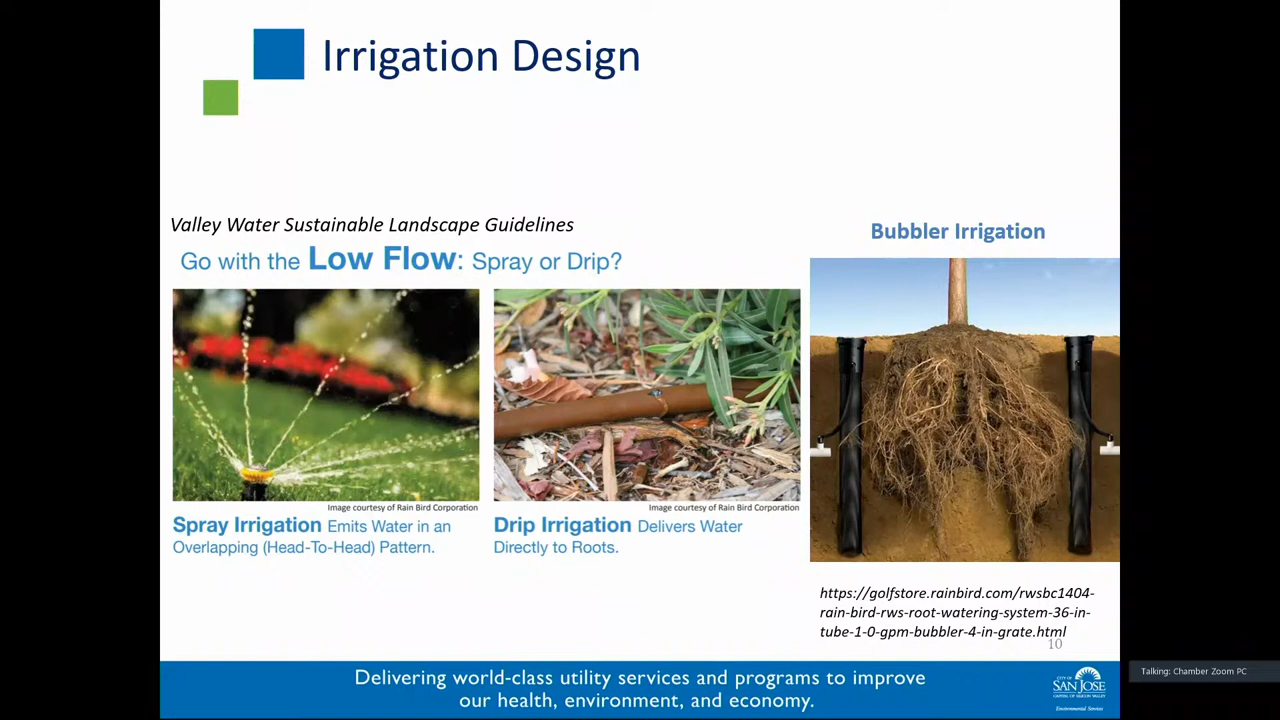 Irrigation Design
Valley Water Sustainable Landscape Guidelines
Go with the Low Flow: Spray or Drip?
Image courtesy of Rain Bird Corporation
Spray Irrigation Emits Water in an
Overlapping (Head-To-Head) Pattern.
Image courtesy of Rain Bird Corporation
Drip Irrigation Delivers Water
Directly to Roots.
Bubbler Irrigation
https://golfstore.rainbird.com/rwsbc1404-
rain-bird-rws-root-watering-system-36-in-
tube-1-0-gpm-bubbler-4-in-grate.html
10
Delivering world-class utility services and programs to improve
our health, environment, and economy.
CITY OF
SAN JOSE
CAPITAL OF SILICON VALLEY
Environmental Services
Talking: Chamber Zoom PC